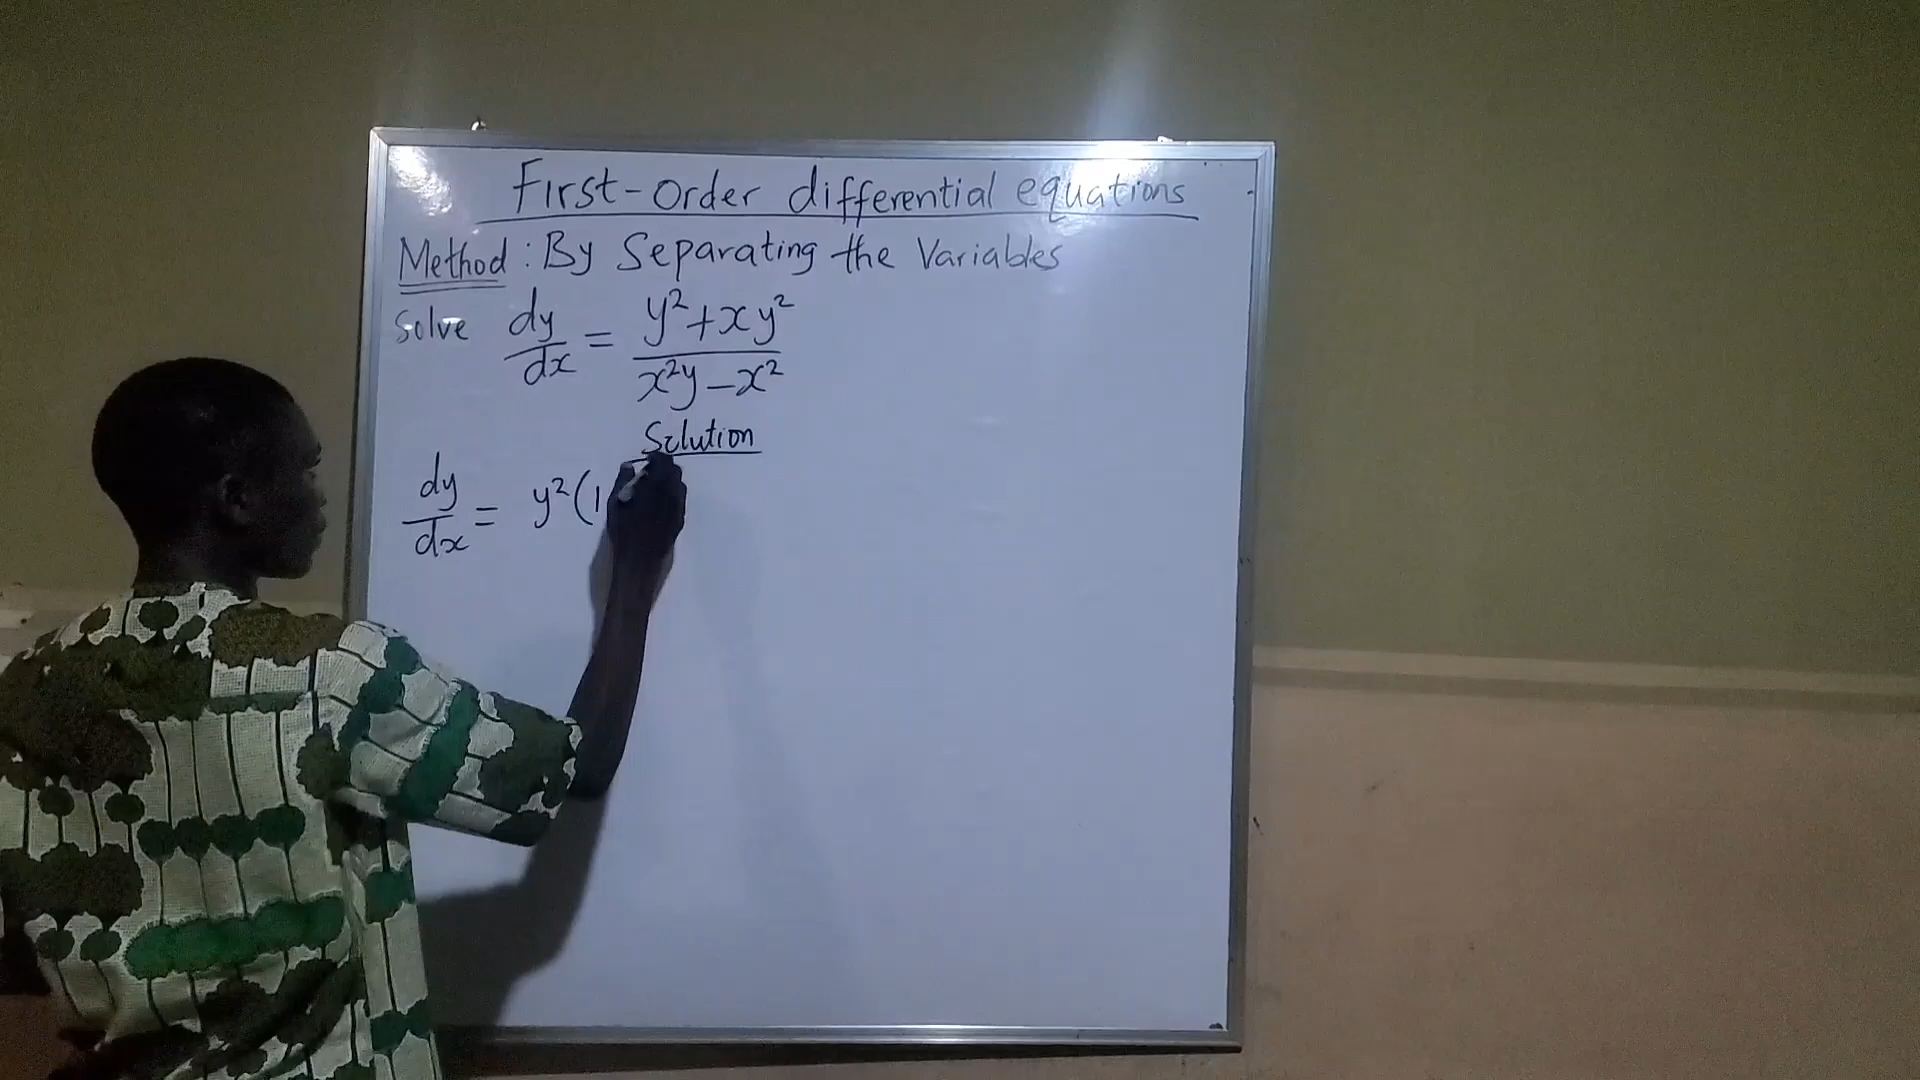 First-Order differential equations
Method: By Separating the Variables
Solve dy/dx = (y²+xy²)/(x²y-x²)
Solution
dy/dx = y²(1